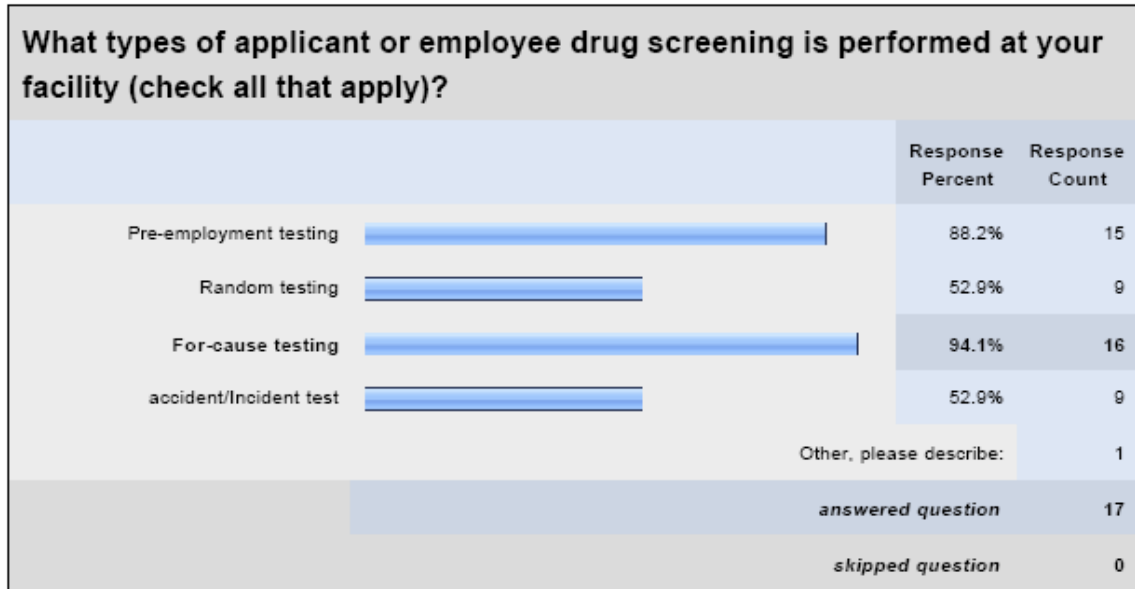 What types of applicant or employee drug screening is performed at your
facility (check all that apply)?
Response Percent Response Count
Pre-employment testing 88.2% 15
Random testing 52.9% 9
For-cause testing 94.1% 16
accident/Incident test 52.9% 9
Other, please describe: 1
answered question 17
skipped question 0